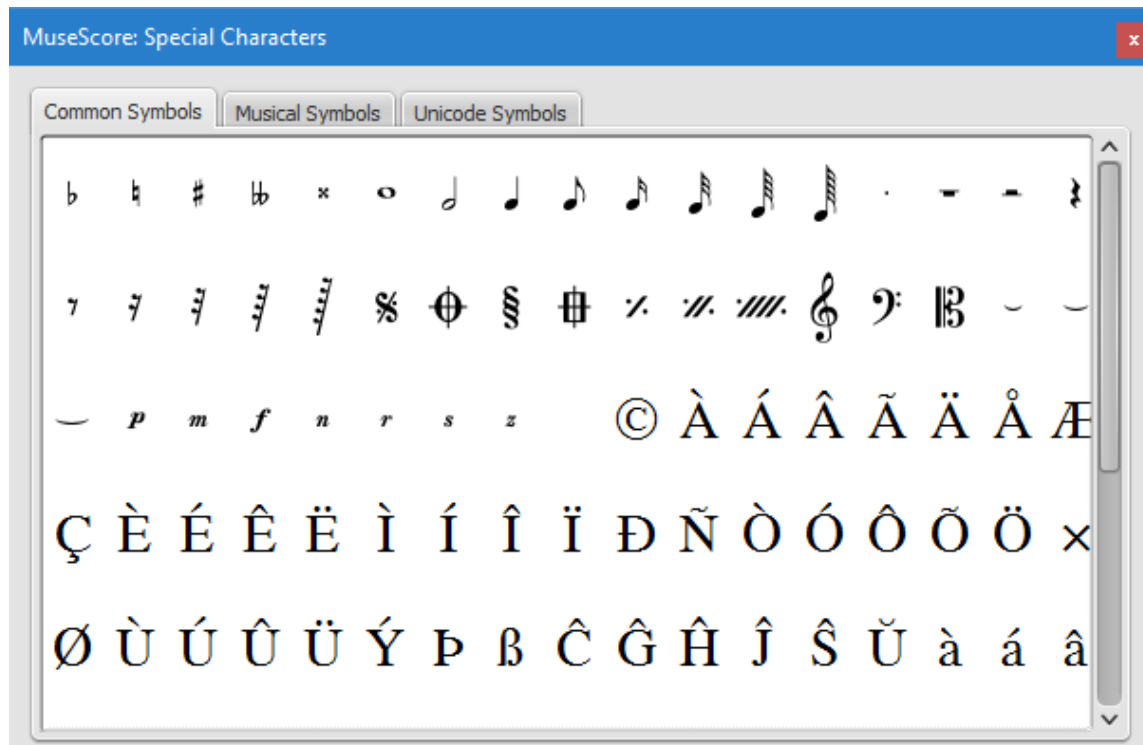 MuseScore: Special Characters
x
Common Symbols Musical Symbols Unicode Symbols
♭ ♮ ♯ 𝄫 𝄪 𝅝 𝅗𝅥 𝅘𝅥 𝅘𝅥𝅮 𝅘𝅥𝅯 𝅘𝅥𝅰 𝅘𝅥𝅱 𝅘𝅥𝅲 . 𝄻 𝄼 𝄽
𝄾 𝄿 𝅀 𝅁 𝅂 𝄋 𝄌 § 𝄎 𝄏 𝄞 𝄢 𝄡 ‿ ‿
‿ p m f n r s z © À Á Â Ã Ä Å Æ
Ç È É Ê Ë Ì Í Î Ï Ð Ñ Ò Ó Ô Õ Ö ×
Ø Ù Ú Û Ü Ý Þ ß Ĉ Ĝ Ĥ Ĵ Ŝ Ŭ à á â